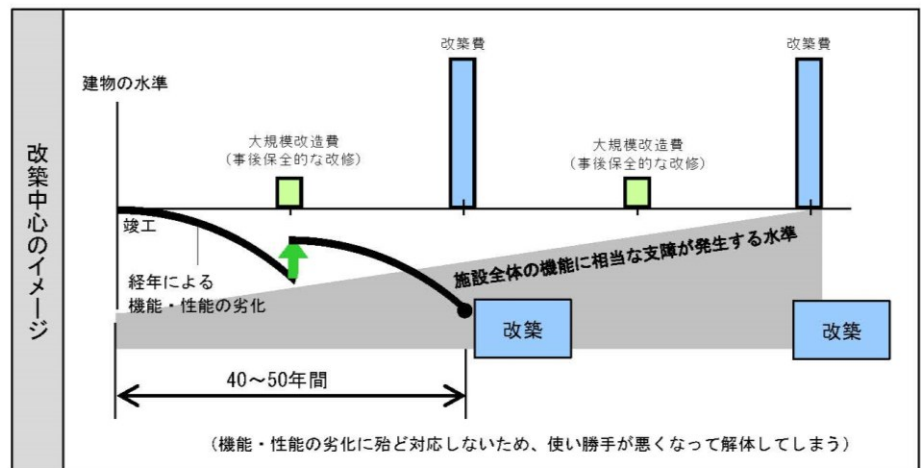 改築中心のイメージ
改築費
改築費
建物の水準
大規模改造費
（事後保全的な改修）
大規模改造費
（事後保全的な改修）
竣工
経年による
機能・性能の劣化
施設全体の機能に相当な支障が発生する水準
改築
改築
40～50年間
（機能・性能の劣化に殆ど対応しないため、使い勝手が悪くなって解体してしまう）